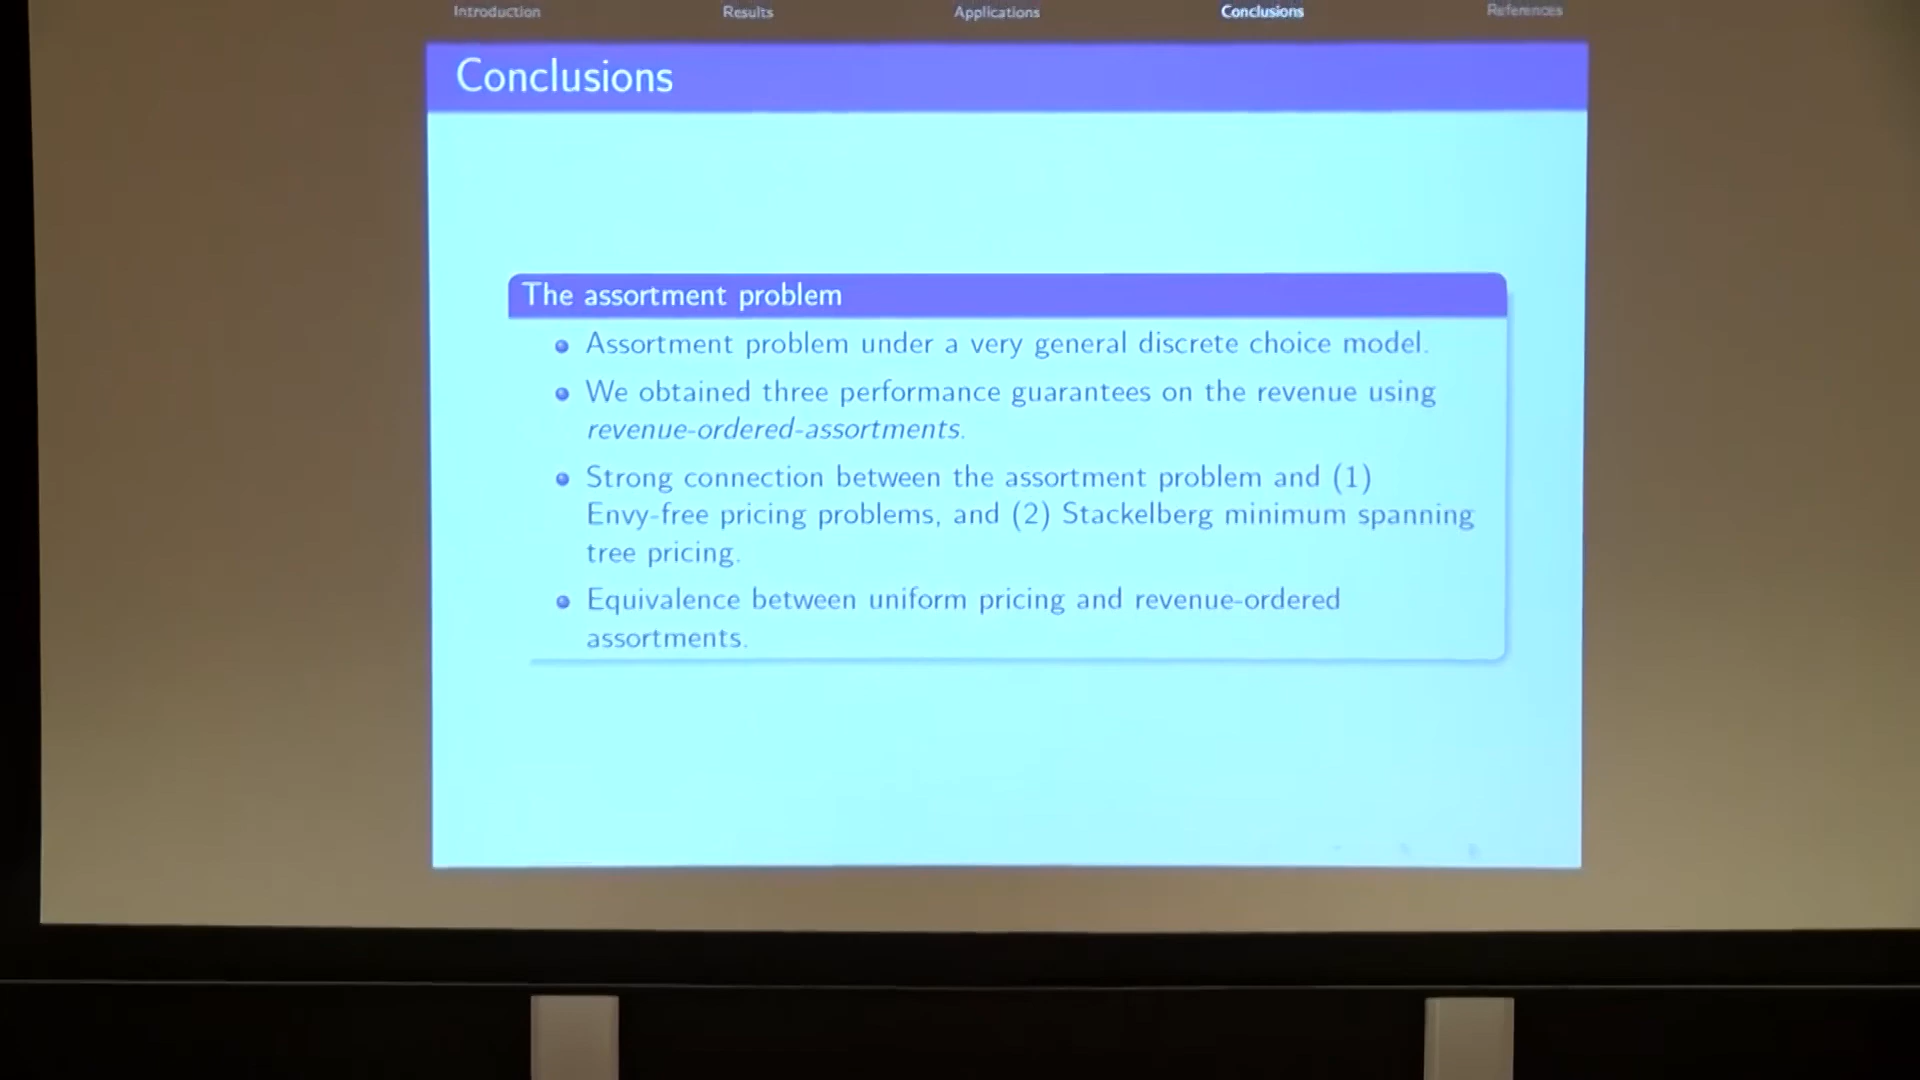 Introduction Results Applications Conclusions References
Conclusions
The assortment problem
Assortment problem under a very general discrete choice model.
We obtained three performance guarantees on the revenue using
revenue-ordered-assortments.
Strong connection between the assortment problem and (1)
Envy-free pricing problems, and (2) Stackelberg minimum spanning
tree pricing.
Equivalence between uniform pricing and revenue-ordered
assortments.